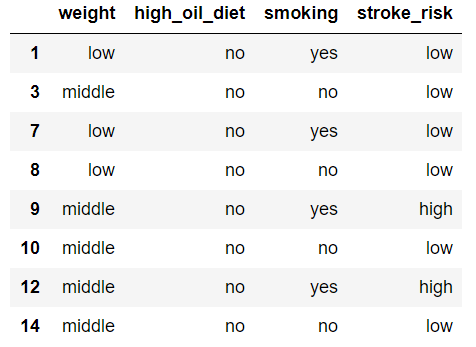 weight high_oil_diet smoking stroke_risk
1 low no yes low
3 middle no no low
7 low no yes low
8 low no no low
9 middle no yes high
10 middle no no low
12 middle no yes high
14 middle no no low